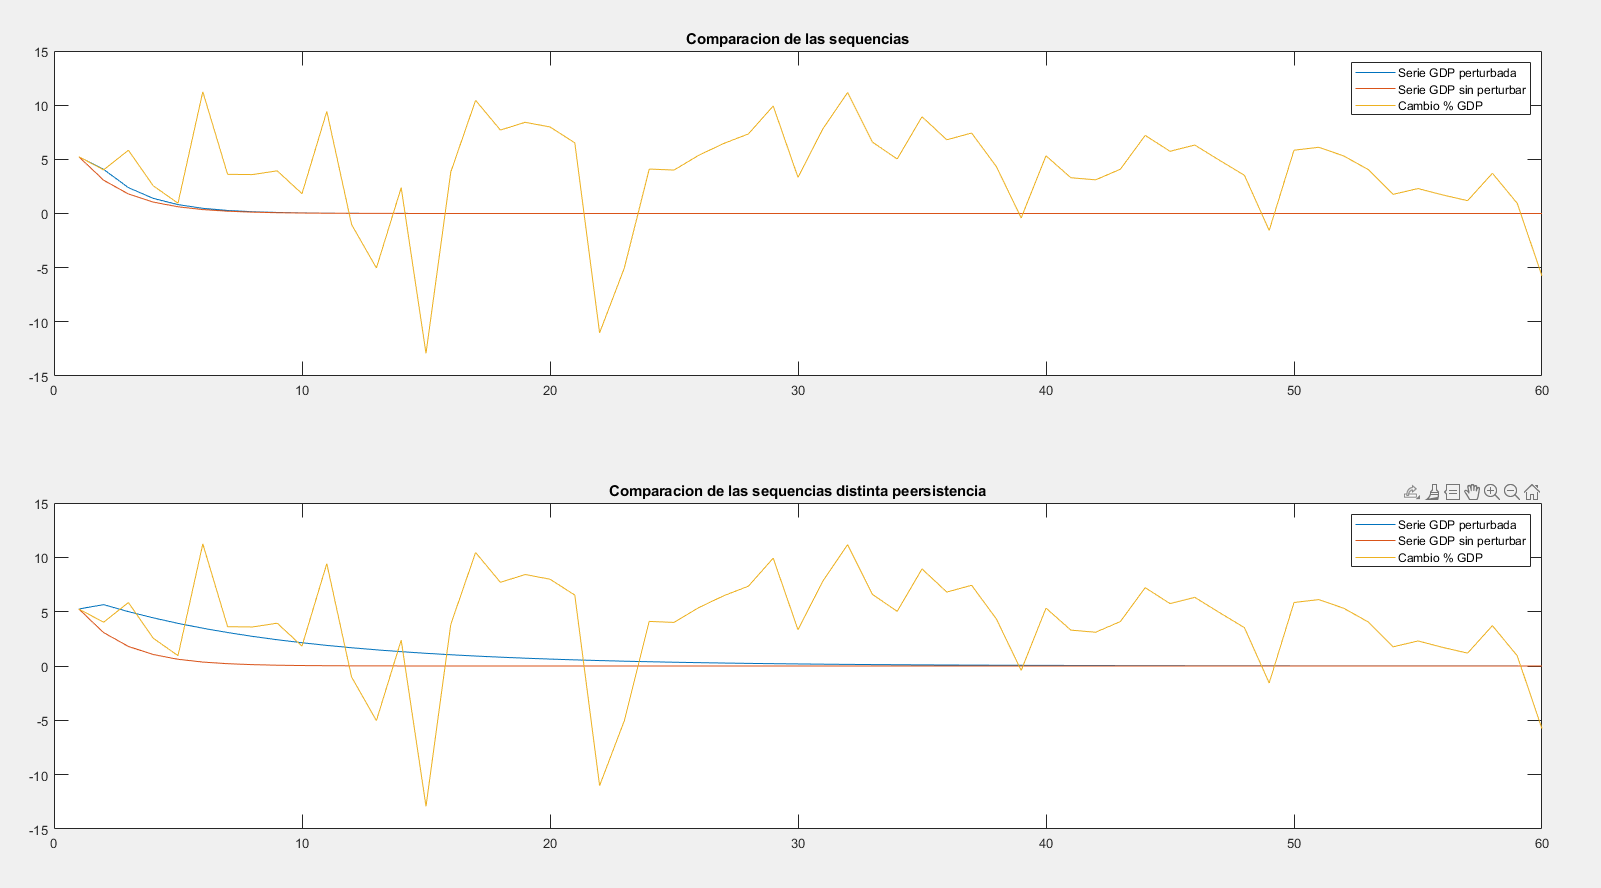 Comparacion de las sequencias
15
10
5
0
-5
-10
-15
0 10 20 30 40 50 60
Serie GDP perturbada
Serie GDP sin perturbar
Cambio % GDP
Comparacion de las sequencias distinta peersistencia
15
10
5
0
-5
-10
-15
0 10 20 30 40 50 60
Serie GDP perturbada
Serie GDP sin perturbar
Cambio % GDP